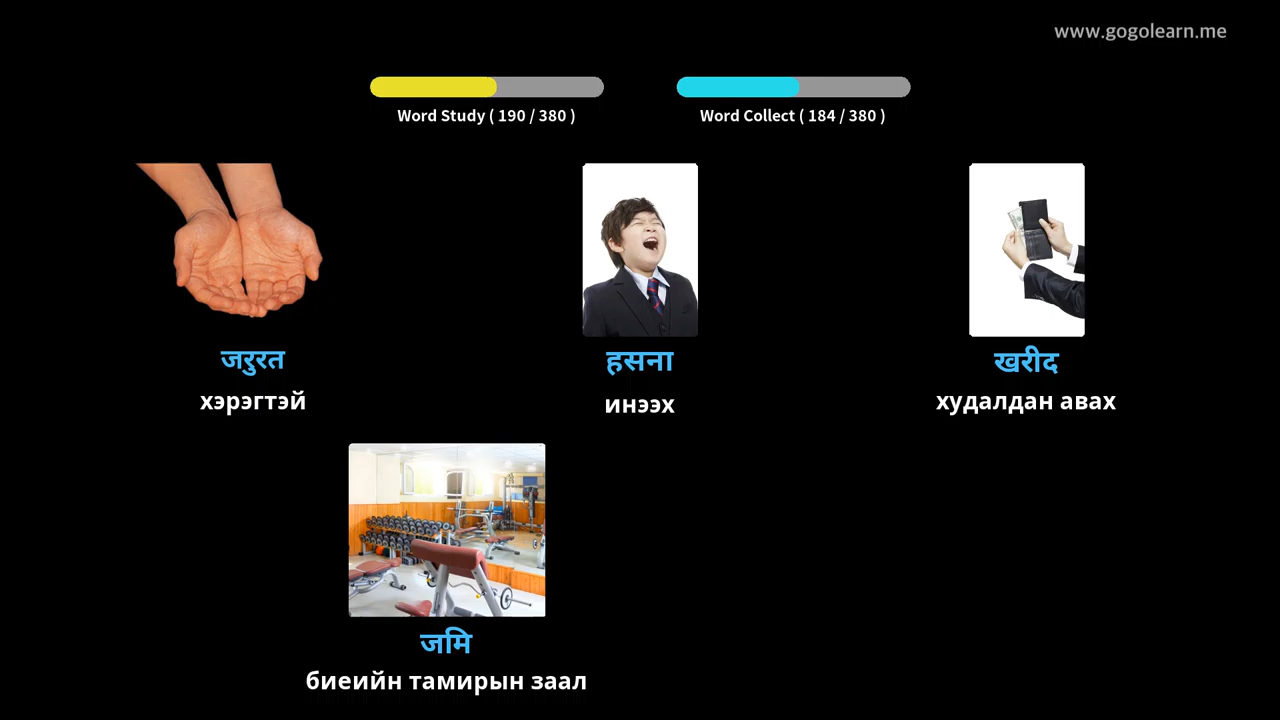 www.gogolearn.me
Word Study ( 190 / 380 )
Word Collect ( 184 / 380 )
जरुरत
हसना
खरीद
хэрэгтэй
инээх
худалдан авах
जमि
биеийн тамирын заал